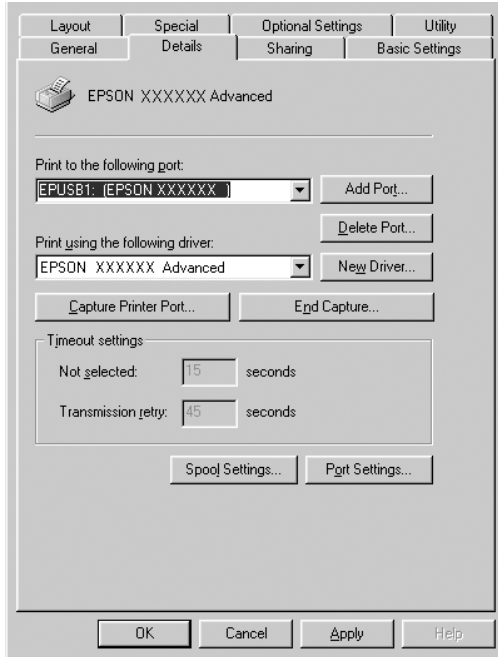 Layout Special Optional Settings Utility
General Details Sharing Basic Settings
EPSON XXXXXX Advanced
Print to the following port:
EPUSB1: (EPSON XXXXXX )
Add Port...
Delete Port...
Print using the following driver:
EPSON XXXXXX Advanced
New Driver...
Capture Printer Port... End Capture...
Timeout settings
Not selected: 15 seconds
Transmission retry: 45 seconds
Spool Settings... Port Settings...
OK Cancel Apply Help